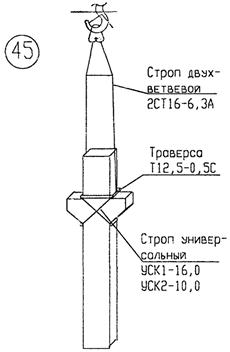 45
Строп двух-
ветвевой
2СТ16-6,3А
Траверса
Т12,5-0,5С
Строп универ-
сальный
УСК1-16,0
УСК2-10,0